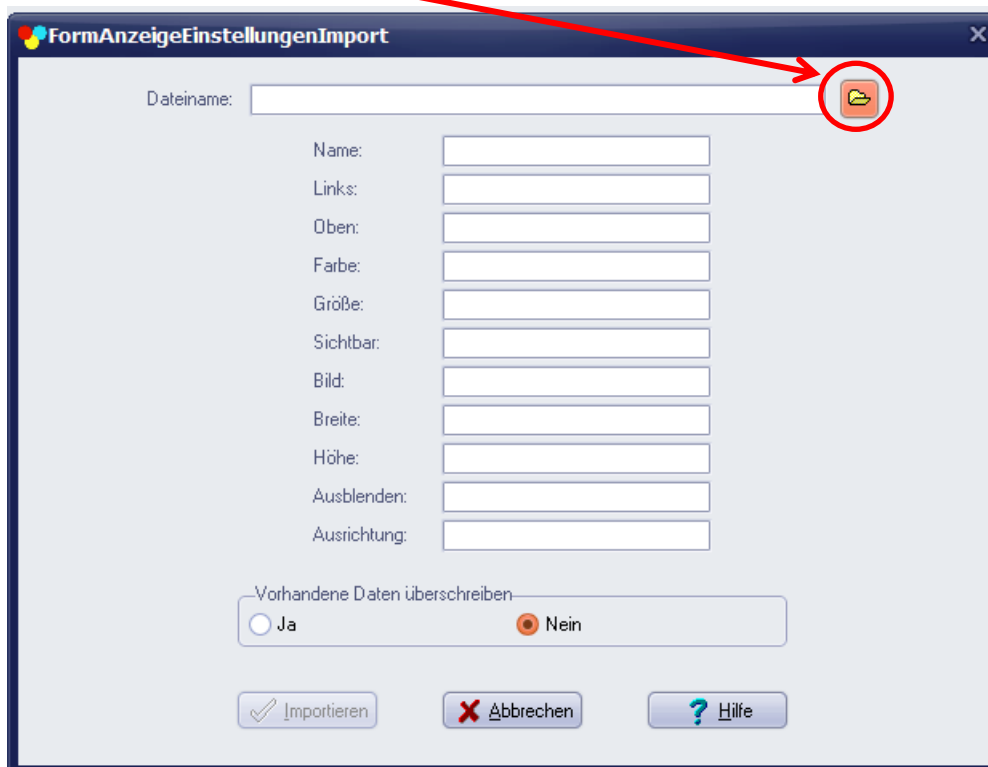 FormAnzeigeEinstellungenImport
Dateiname:
Name:
Links:
Oben:
Farbe:
Größe:
Sichtbar:
Bild:
Breite:
Höhe:
Ausblenden:
Ausrichtung:
Vorhandene Daten überschreiben
Ja Nein
Importieren Abbrechen Hilfe